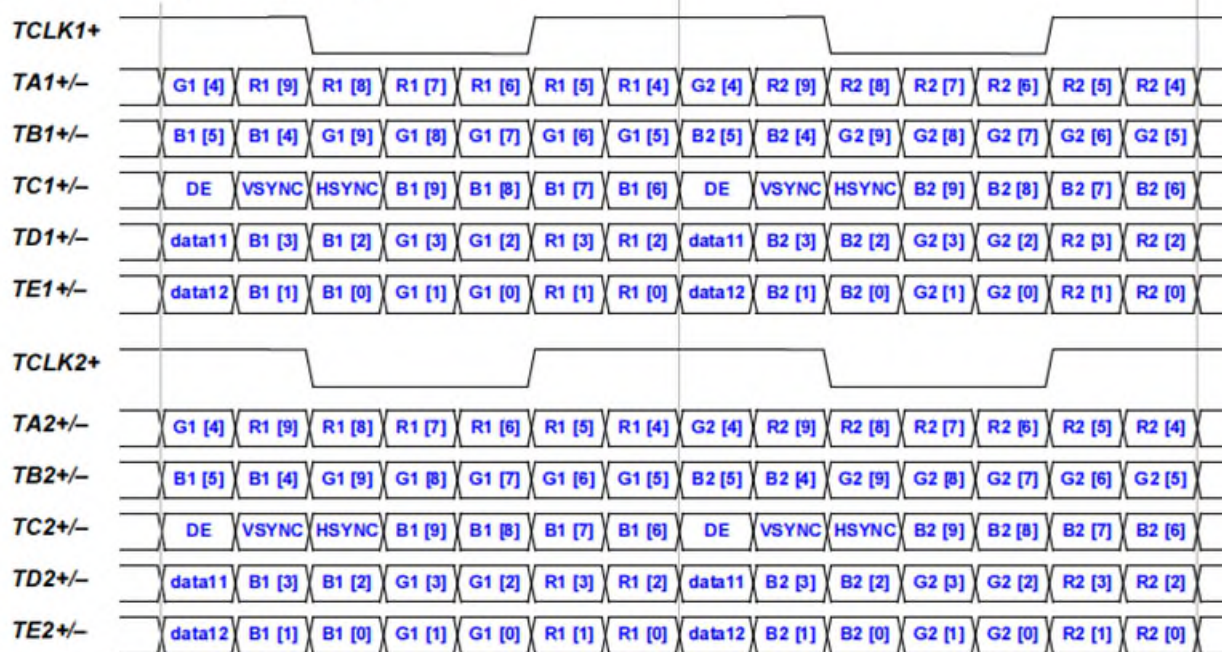 TCLK1+
TA1+/– G1 [4] R1 [9] R1 [8] R1 [7] R1 [6] R1 [5] R1 [4] G2 [4] R2 [9] R2 [8] R2 [7] R2 [6] R2 [5] R2 [4]
TB1+/– B1 [5] B1 [4] G1 [9] G1 [8] G1 [7] G1 [6] G1 [5] B2 [5] B2 [4] G2 [9] G2 [8] G2 [7] G2 [6] G2 [5]
TC1+/– DE VSYNC HSYNC B1 [9] B1 [8] B1 [7] B1 [6] DE VSYNC HSYNC B2 [9] B2 [8] B2 [7] B2 [6]
TD1+/– data11 B1 [3] B1 [2] G1 [3] G1 [2] R1 [3] R1 [2] data11 B2 [3] B2 [2] G2 [3] G2 [2] R2 [3] R2 [2]
TE1+/– data12 B1 [1] B1 [0] G1 [1] G1 [0] R1 [1] R1 [0] data12 B2 [1] B2 [0] G2 [1] G2 [0] R2 [1] R2 [0]
TCLK2+
TA2+/– G1 [4] R1 [9] R1 [8] R1 [7] R1 [6] R1 [5] R1 [4] G2 [4] R2 [9] R2 [8] R2 [7] R2 [6] R2 [5] R2 [4]
TB2+/– B1 [5] B1 [4] G1 [9] G1 [8] G1 [7] G1 [6] G1 [5] B2 [5] B2 [4] G2 [9] G2 [8] G2 [7] G2 [6] G2 [5]
TC2+/– DE VSYNC HSYNC B1 [9] B1 [8] B1 [7] B1 [6] DE VSYNC HSYNC B2 [9] B2 [8] B2 [7] B2 [6]
TD2+/– data11 B1 [3] B1 [2] G1 [3] G1 [2] R1 [3] R1 [2] data11 B2 [3] B2 [2] G2 [3] G2 [2] R2 [3] R2 [2]
TE2+/– data12 B1 [1] B1 [0] G1 [1] G1 [0] R1 [1] R1 [0] data12 B2 [1] B2 [0] G2 [1] G2 [0] R2 [1] R2 [0]